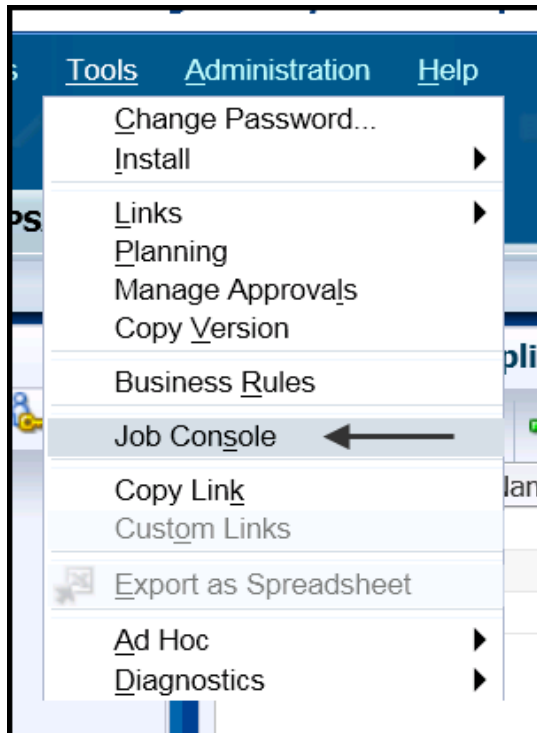 Tools Administration Help
Change Password...
Install
Links
Planning
Manage Approvals
Copy Version
Business Rules
Job Console
Copy Link
Custom Links
Export as Spreadsheet
Ad Hoc
Diagnostics